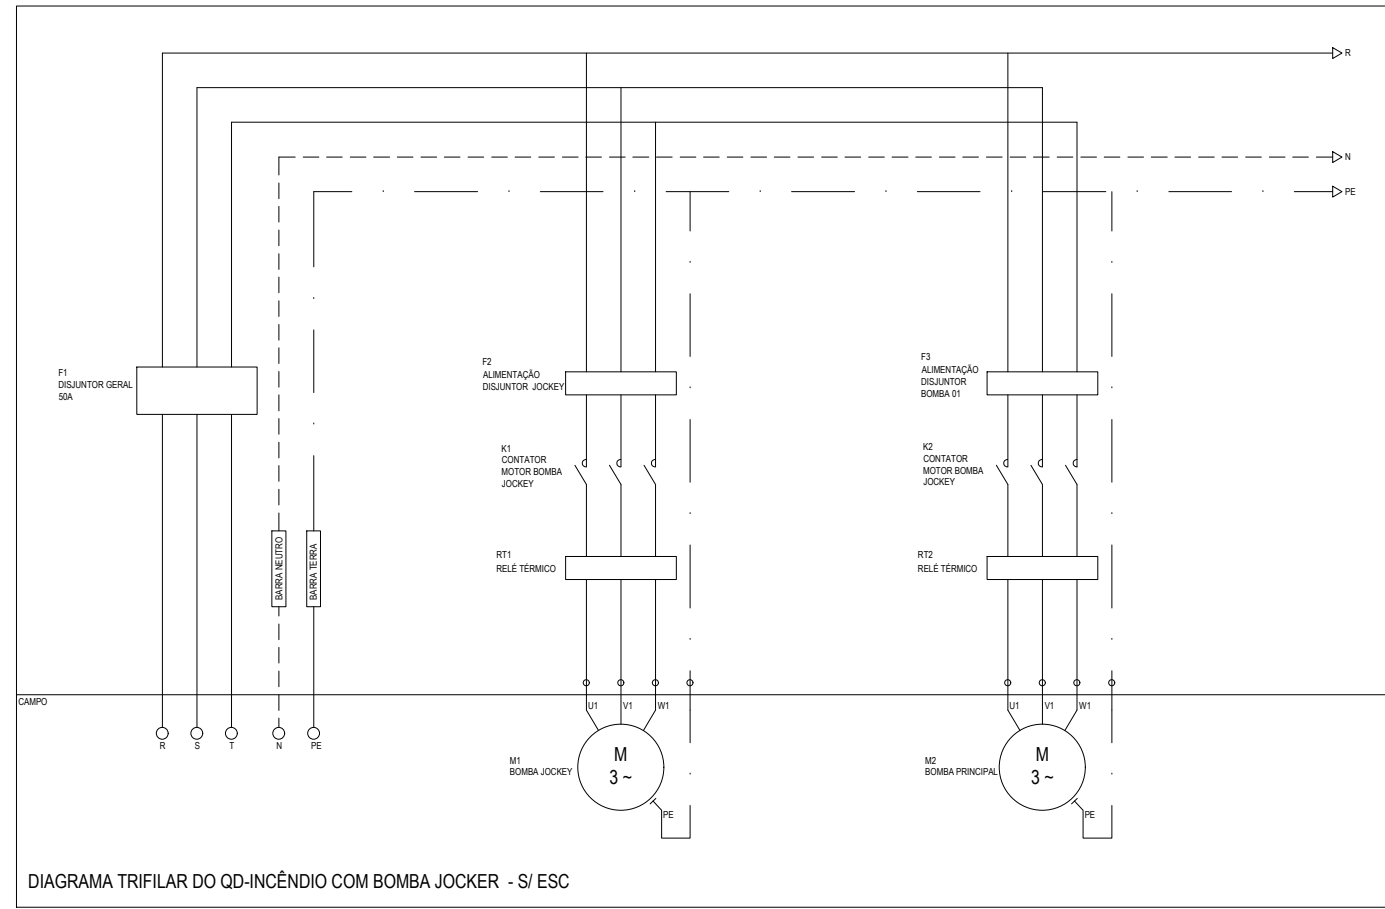 R
N
PE
F1
DISJUNTOR GERAL
50A
F2
ALIMENTAÇÃO
DISJUNTOR JOCKEY
F3
ALIMENTAÇÃO
DISJUNTOR
BOMBA 01
K1
CONTATOR
MOTOR BOMBA
JOCKEY
K2
CONTATOR
MOTOR BOMBA
JOCKEY
BARRA NEUTRO
BARRA TERRA
RT1
RELÉ TÉRMICO
RT2
RELÉ TÉRMICO
CAMPO
U1 V1 W1
U1 V1 W1
R S T N PE
M1
BOMBA JOCKEY
M
3 ~
PE
M2
BOMBA PRINCIPAL
M
3 ~
PE
DIAGRAMA TRIFILAR DO QD-INCÊNDIO COM BOMBA JOCKER - S/ ESC